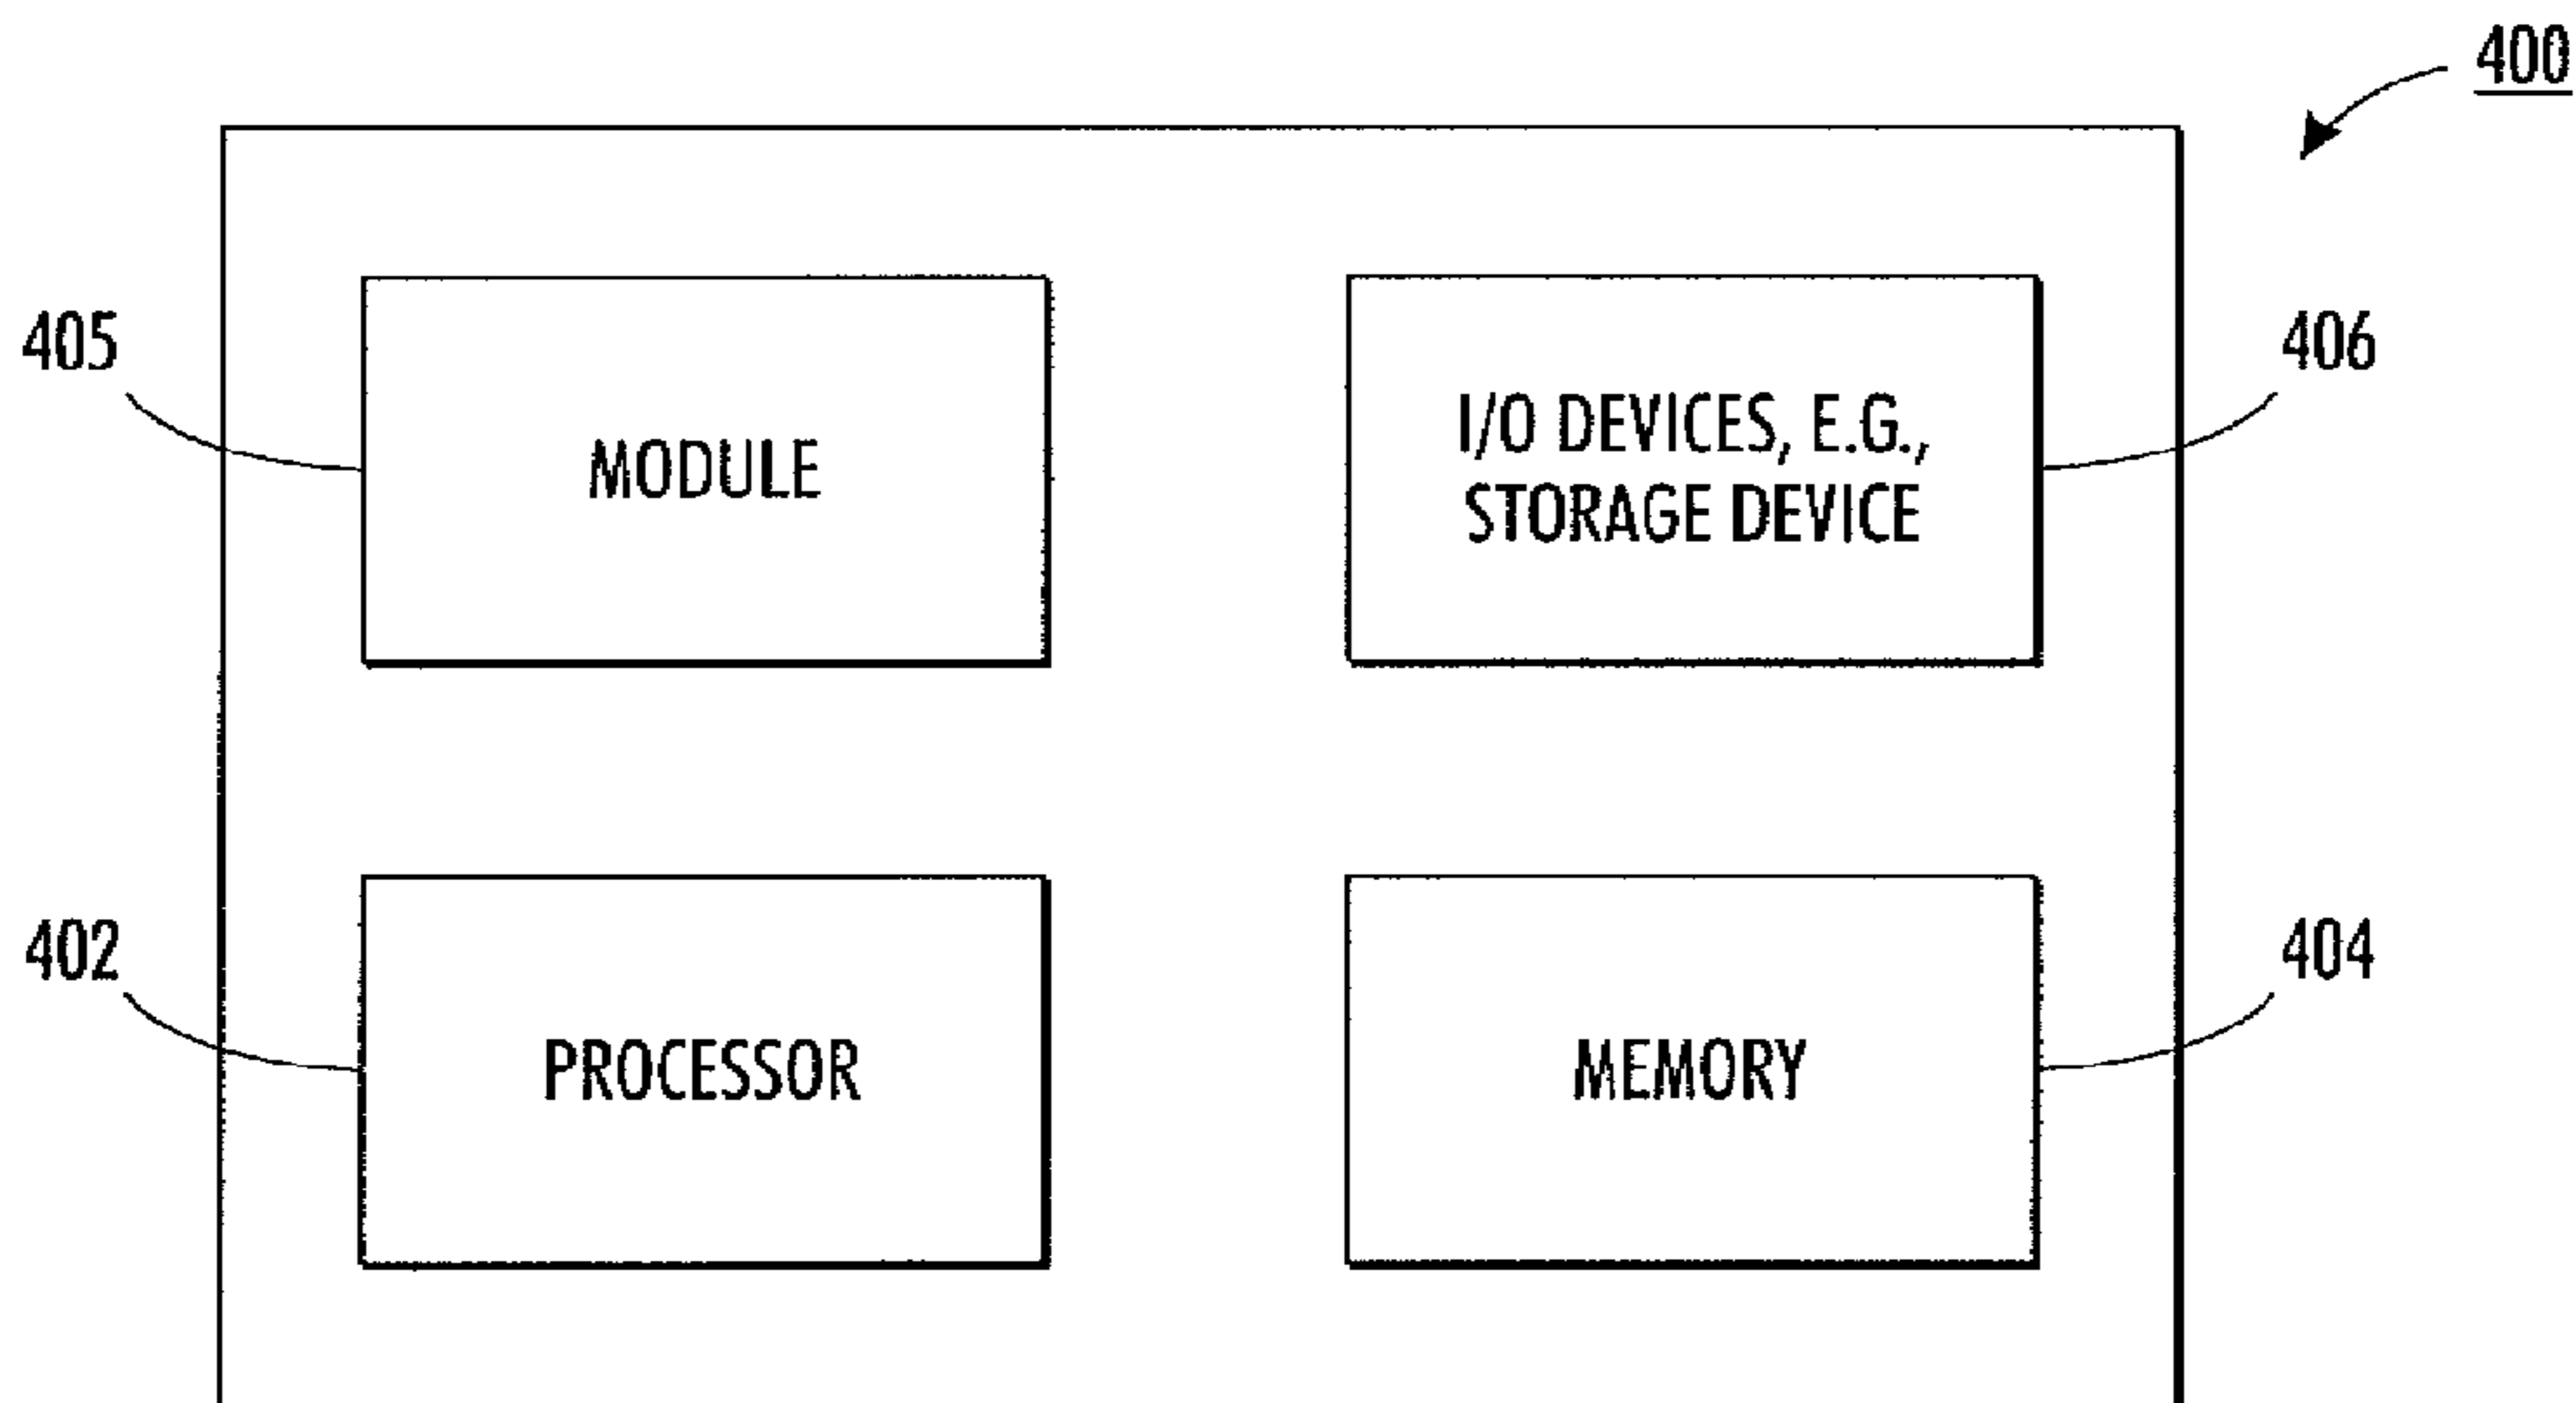 400
405
MODULE
I/O DEVICES, E.G.,
STORAGE DEVICE
406
402
PROCESSOR
MEMORY
404